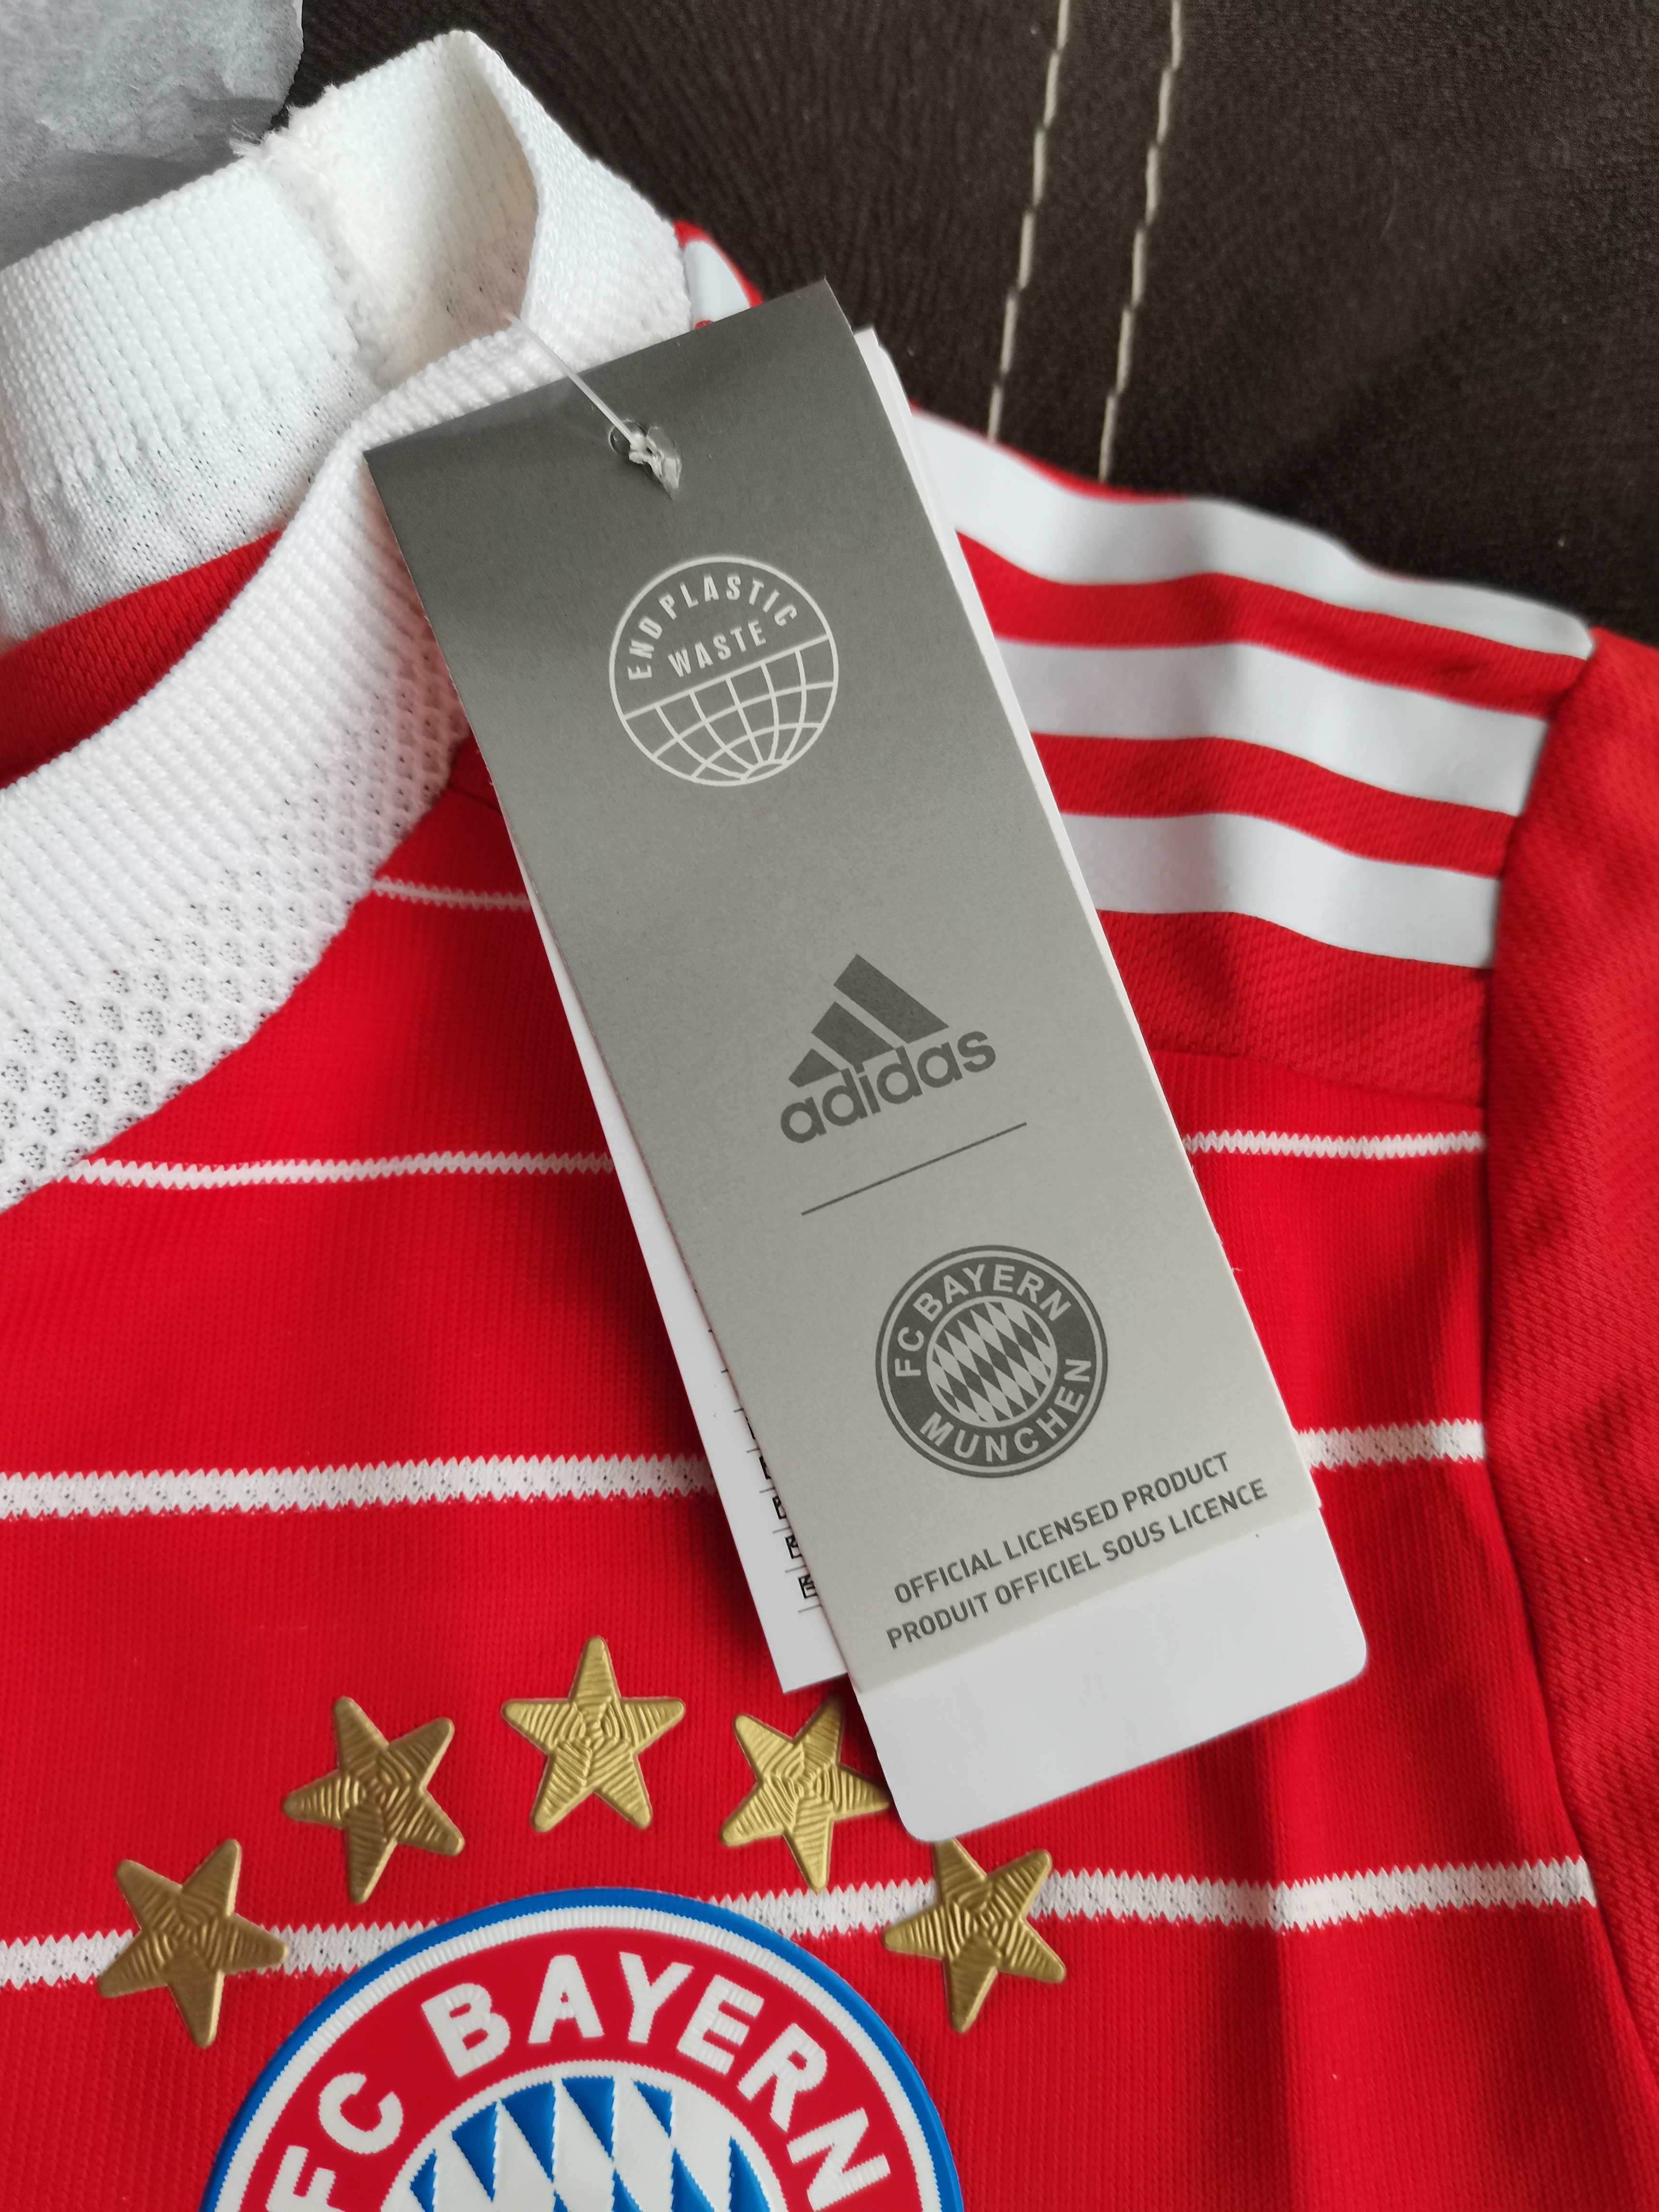 END PLASTIC
WASTE
adidas
FC BAYERN
MÜNCHEN
OFFICIAL LICENSED PRODUCT
PRODUIT OFFICIEL SOUS LICENCE
FC BAYERN